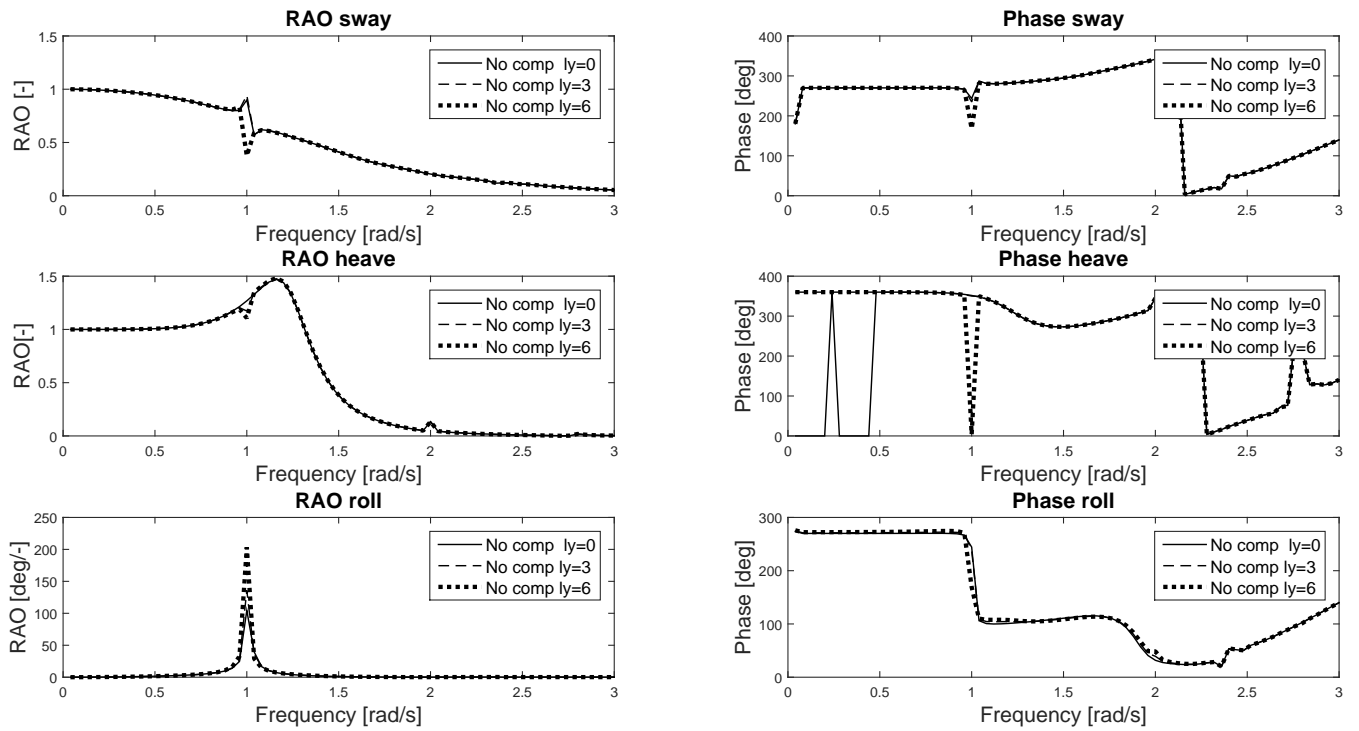 RAO sway
RAO [-]
1.5
1
0.5
0
No comp ly=0
No comp ly=3
No comp ly=6
0 0.5 1 1.5 2 2.5 3
Frequency [rad/s]
Phase sway
Phase [deg]
400
300
200
100
0
No comp ly=0
No comp ly=3
No comp ly=6
0 0.5 1 1.5 2 2.5 3
Frequency [rad/s]
RAO heave
RAO[-]
1.5
1
0.5
0
No comp ly=0
No comp ly=3
No comp ly=6
0 0.5 1 1.5 2 2.5 3
Frequency [rad/s]
Phase heave
Phase [deg]
400
300
200
100
0
No comp ly=0
No comp ly=3
No comp ly=6
0 0.5 1 1.5 2 2.5 3
Frequency [rad/s]
RAO roll
RAO [deg/-]
250
200
150
100
50
0
No comp ly=0
No comp ly=3
No comp ly=6
0 0.5 1 1.5 2 2.5 3
Frequency [rad/s]
Phase roll
Phase [deg]
300
200
100
0
No comp ly=0
No comp ly=3
No comp ly=6
0 0.5 1 1.5 2 2.5 3
Frequency [rad/s]